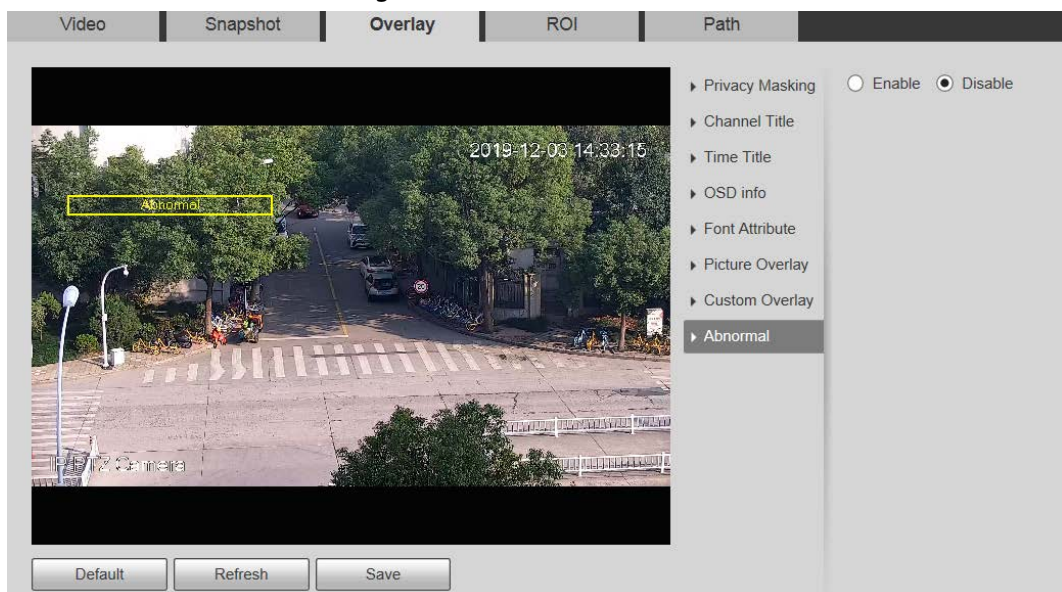 Video Snapshot Overlay ROI Path
2019-12-03 14:33:15
Abnormal
IP PTZ Camera
Privacy Masking
Channel Title
Time Title
OSD info
Font Attribute
Picture Overlay
Custom Overlay
Abnormal
Enable Disable
Default Refresh Save